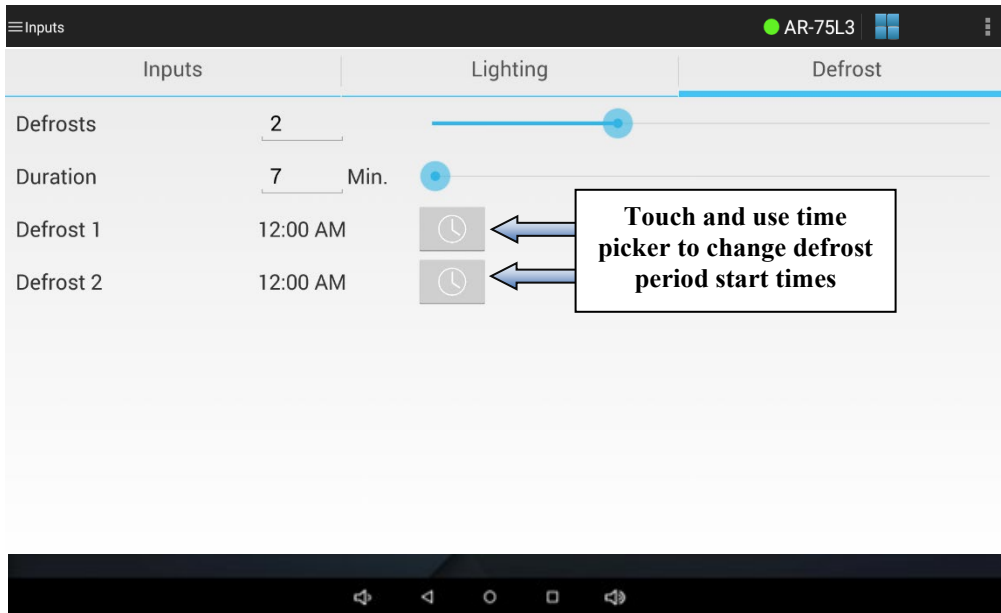 Inputs
AR-75L3
Inputs Lighting Defrost
Defrosts 2
Duration 7 Min.
Defrost 1 12:00 AM
Defrost 2 12:00 AM
Touch and use time
picker to change defrost
period start times